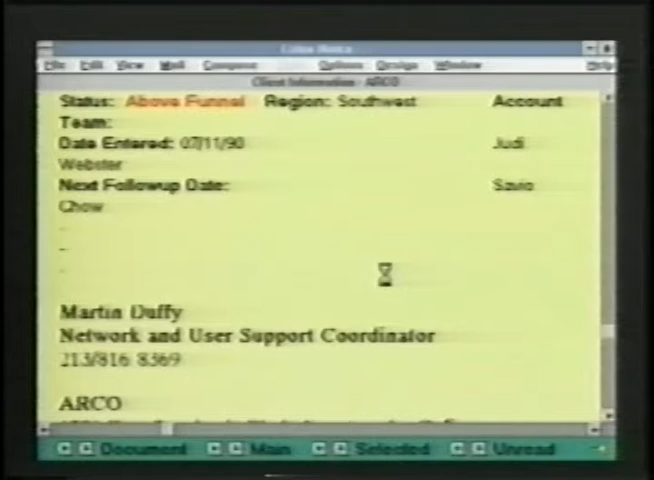 Lotus Notes
File Edit View Mail Compose Options Design Window Help
Client Information - ARCO
Status: Above Funnel Region: Southwest Account
Team:
Date Entered: 07/11/90 Judi
Webster
Next Followup Date: Savio
Chow
-
-
-
Martin Duffy
Network and User Support Coordinator
213/816 8369
ARCO
Document Main Selected Unread